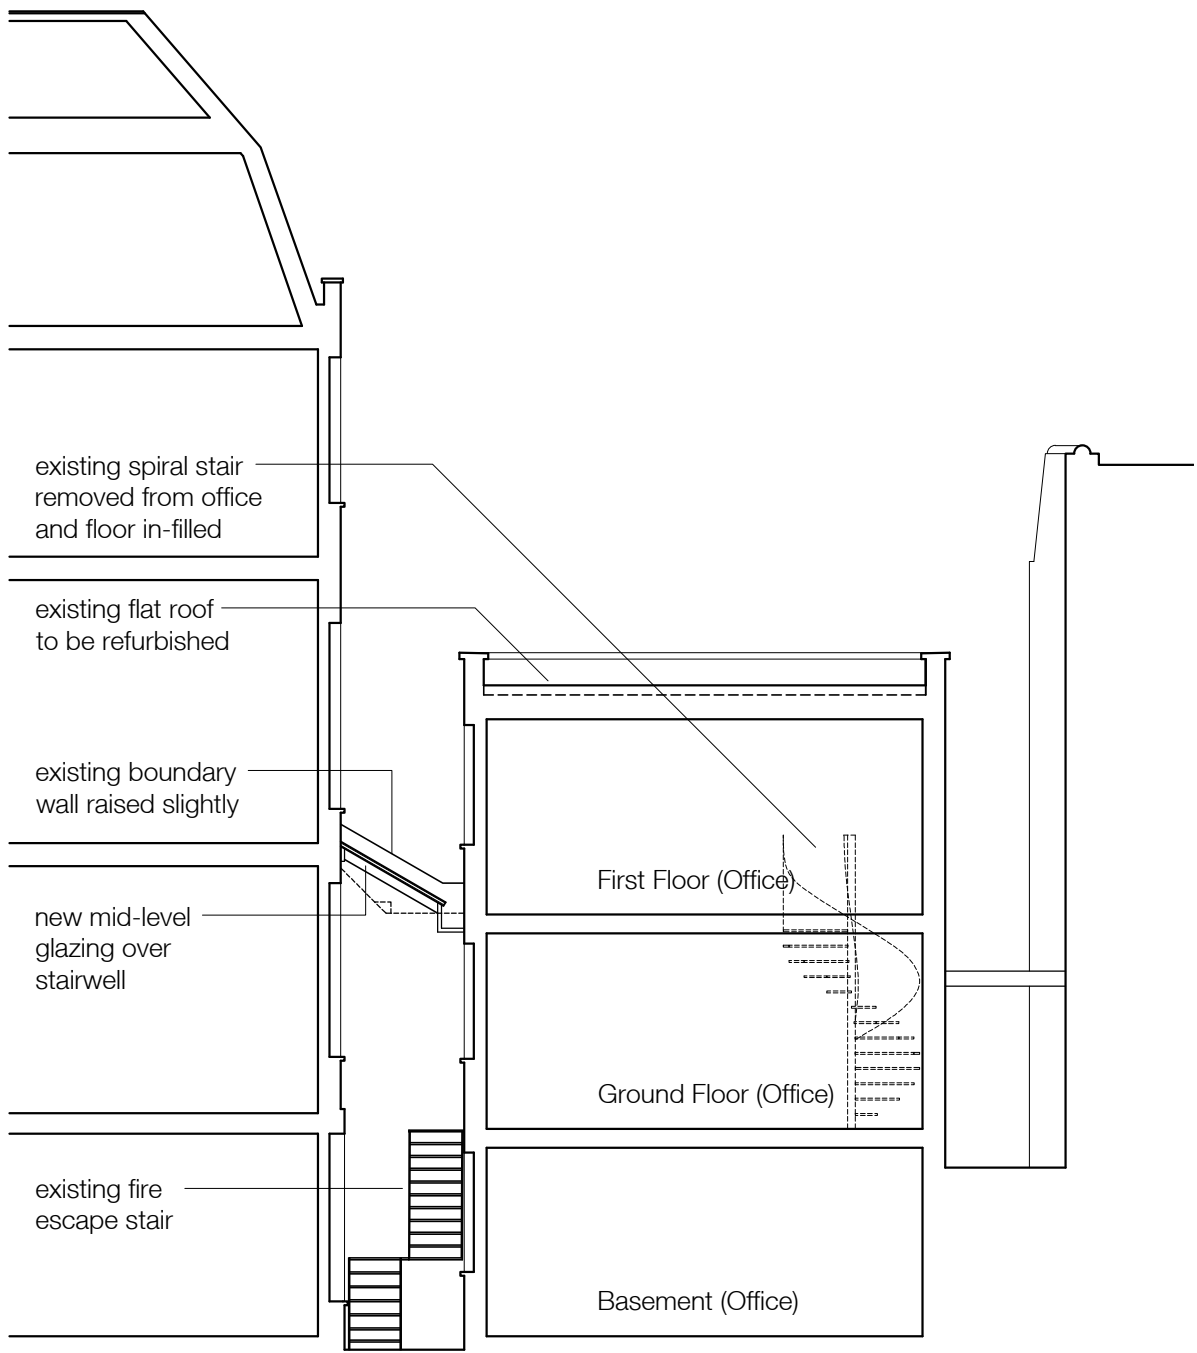 existing spiral stair
removed from office
and floor in-filled
existing flat roof
to be refurbished
existing boundary
wall raised slightly
First Floor (Office)
new mid-level
glazing over
stairwell
Ground Floor (Office)
existing fire
escape stair
Basement (Office)